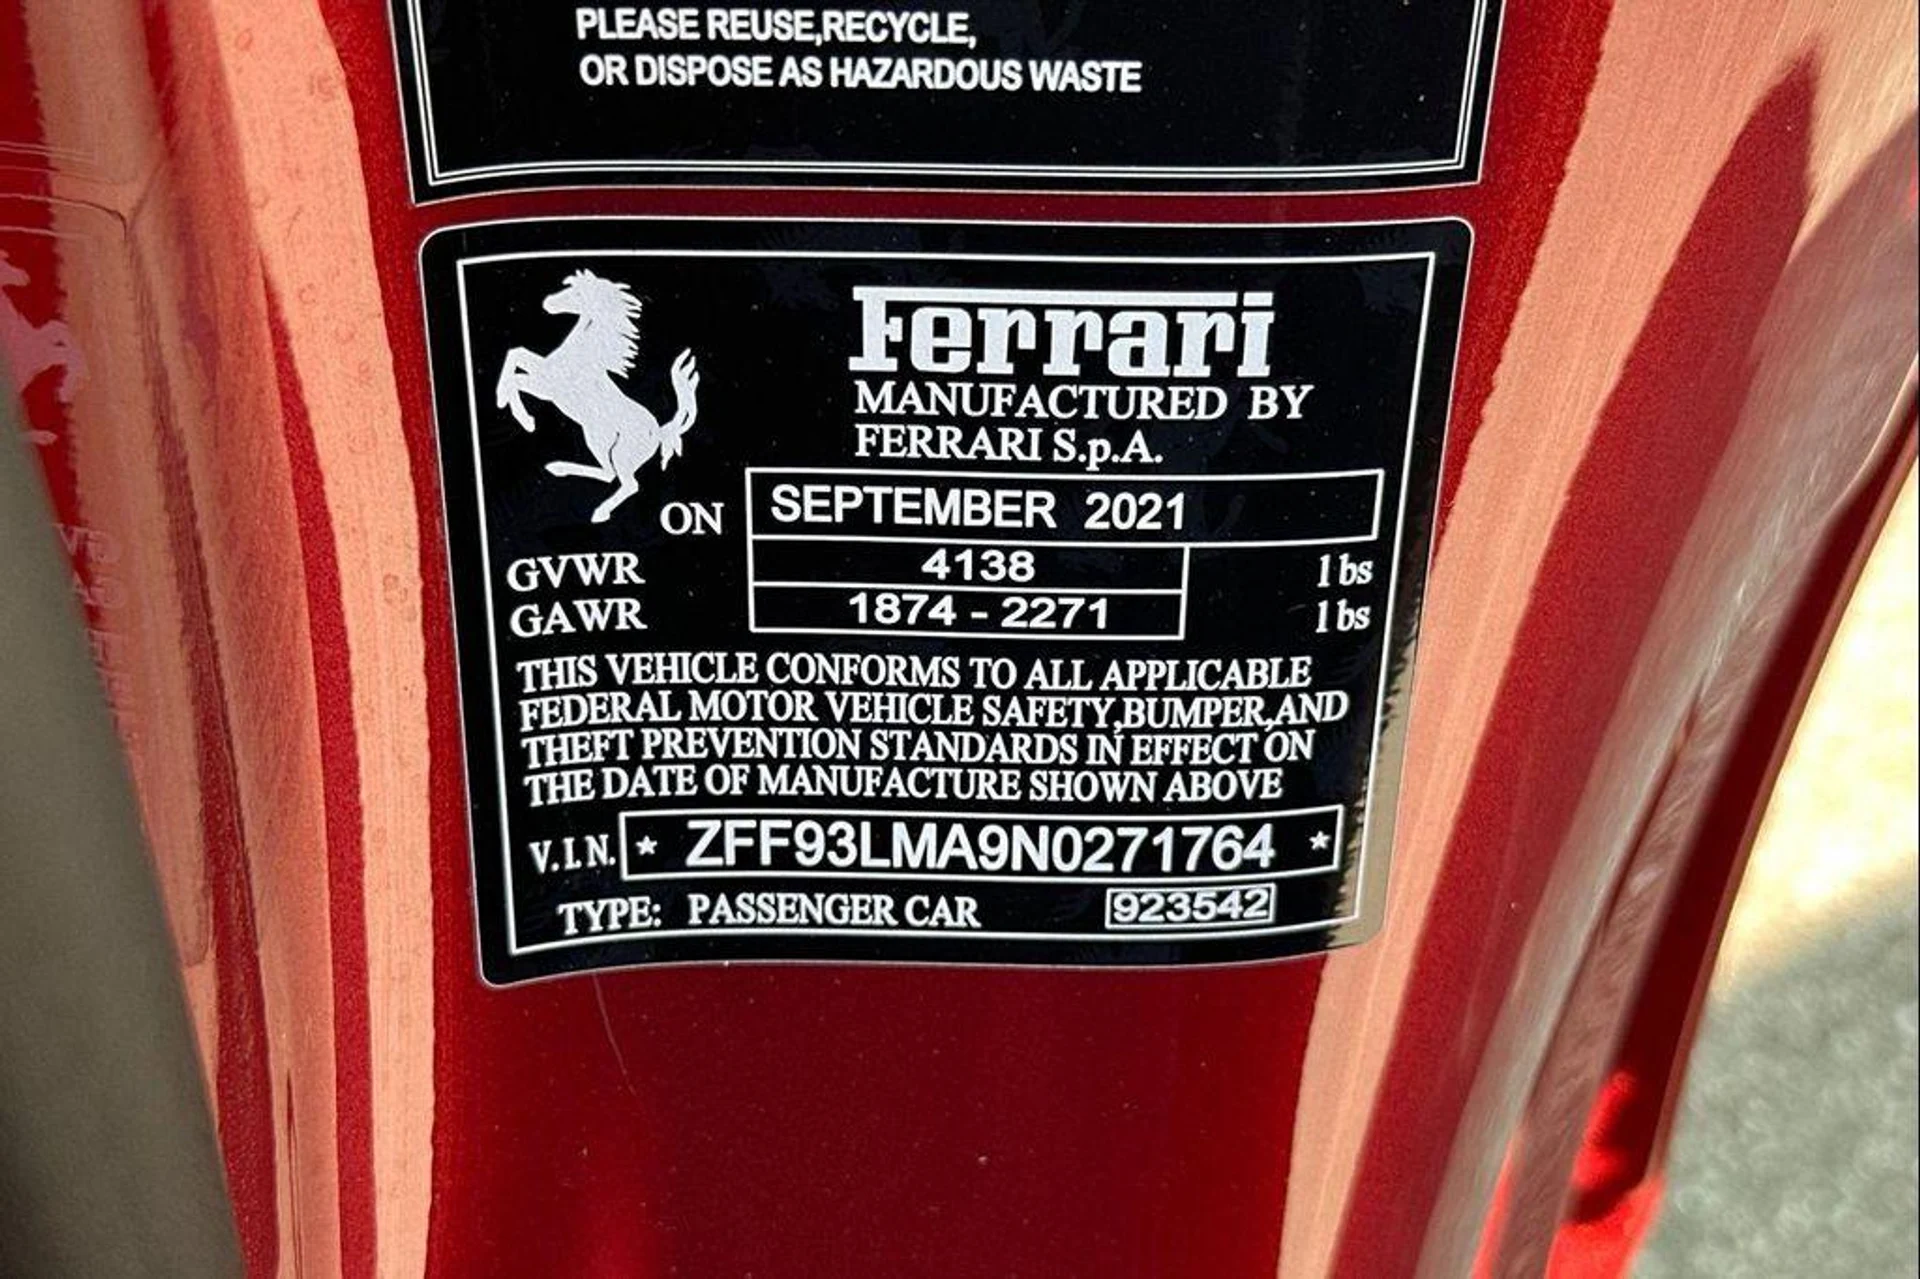 PLEASE REUSE,RECYCLE,
OR DISPOSE AS HAZARDOUS WASTE
Ferrari
MANUFACTURED BY
FERRARI S.p.A.
ON SEPTEMBER 2021
GVWR 4138 lbs
GAWR 1874 - 2271 lbs
THIS VEHICLE CONFORMS TO ALL APPLICABLE
FEDERAL MOTOR VEHICLE SAFETY,BUMPER,AND
THEFT PREVENTION STANDARDS IN EFFECT ON
THE DATE OF MANUFACTURE SHOWN ABOVE
V.I.N. * ZFF93LMA9N0271764 *
TYPE: PASSENGER CAR 923542